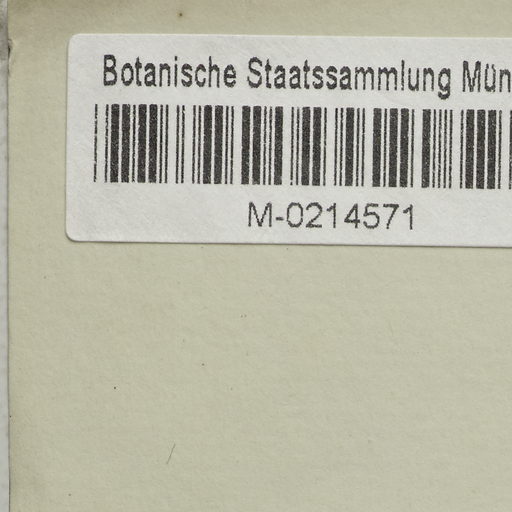 Botanische Staatssammlung Mün
M-0214571